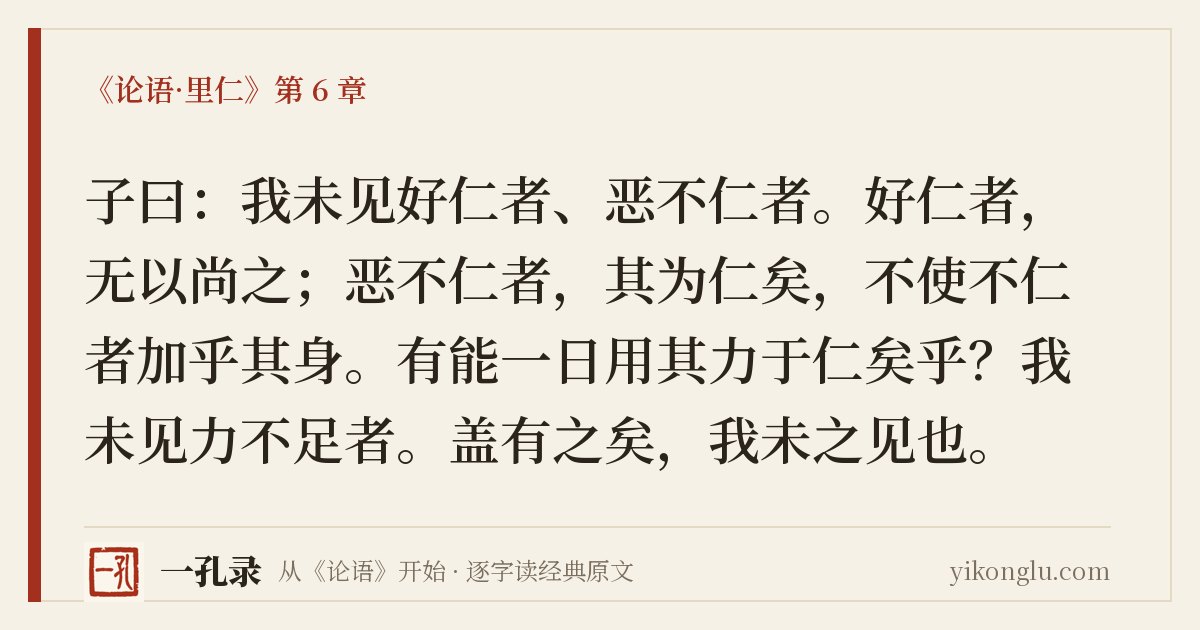 《论语·里仁》第 6 章
子曰：我未见好仁者、恶不仁者。好仁者，
无以尚之；恶不仁者，其为仁矣，不使不仁
者加乎其身。有能一日用其力于仁矣乎？我
未见力不足者。盖有之矣，我未之见也。
一孔
一孔录 从《论语》开始 · 逐字读经典原文 yikonglu.com